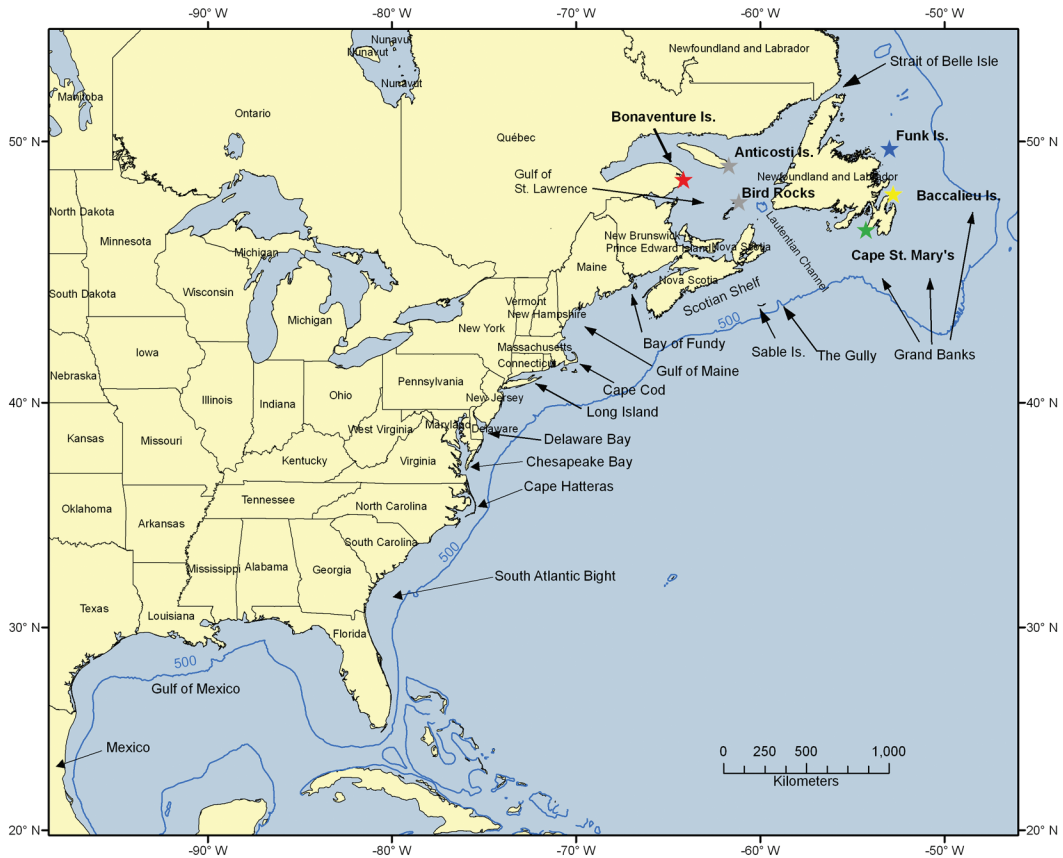 -90° W
-80° W
-70° W
-60° W
-50° W
Nunavut
Nunavut
Nunavut
Newfoundland and Labrador
Strait of Belle Isle
Manitoba
Ontario
Bonaventure Is.
50° N
50° N
Québec
Funk Is.
Anticosti Is.
Gulf of
St. Lawrence
Newfoundland and Labrador
Bird Rocks
Baccalieu Is.
North Dakota
Minnesota
Michigan
New Brunswick
Prince Edward Island
Nova Scotia
Laurentian Channel
Cape St. Mary's
Maine
Nova Scotia
Scotian Shelf
South Dakota
Wisconsin
Vermont
New Hampshire
Michigan
New York
500
Bay of Fundy
Sable Is.
The Gully
Grand Banks
Iowa
Massachusetts
Connecticut
Gulf of Maine
Nebraska
Pennsylvania
Cape Cod
Illinois
Indiana
Ohio
New Jersey
40° N
40° N
Long Island
Kansas
Missouri
West Virginia
Maryland
Delaware
Delaware Bay
Kentucky
Virginia
Chesapeake Bay
Cape Hatteras
Oklahoma
Tennessee
North Carolina
Arkansas
South Carolina
500
Mississippi
Alabama
Georgia
South Atlantic Bight
Texas
Louisiana
30° N
30° N
Florida
500
Gulf of Mexico
Mexico
0
250
500
1,000
Kilometers
20° N
20° N
-90° W
-80° W
-70° W
-60° W
-50° W